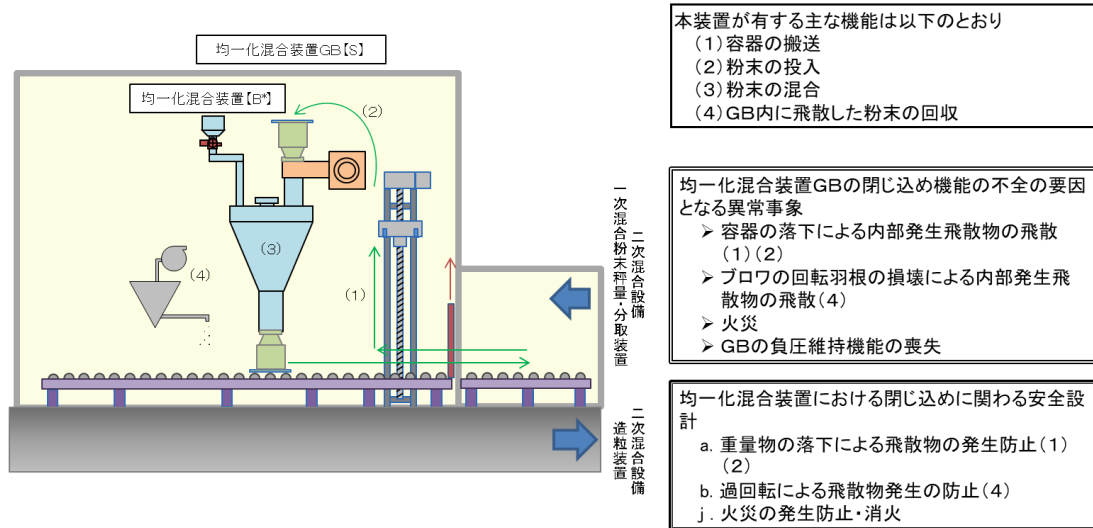 均一化混合装置GB【S】
均一化混合装置【B*】
(2)
(3)
(4)
(1)
二次混合設備
一次混合粉末秤量・分取装置
二次混合設備
造粒装置
本装置が有する主な機能は以下のとおり
(1)容器の搬送
(2)粉末の投入
(3)粉末の混合
(4)GB内に飛散した粉末の回収
均一化混合装置GBの閉じ込め機能の不全の要因
となる異常事象
➢ 容器の落下による内部発生飛散物の飛散
(1)(2)
➢ ブロワの回転羽根の損壊による内部発生飛
散物の飛散(4)
➢ 火災
➢ GBの負圧維持機能の喪失
均一化混合装置における閉じ込めに関わる安全設
計
a. 重量物の落下による飛散物の発生防止(1)
(2)
b. 過回転による飛散物発生の防止(4)
j. 火災の発生防止・消火